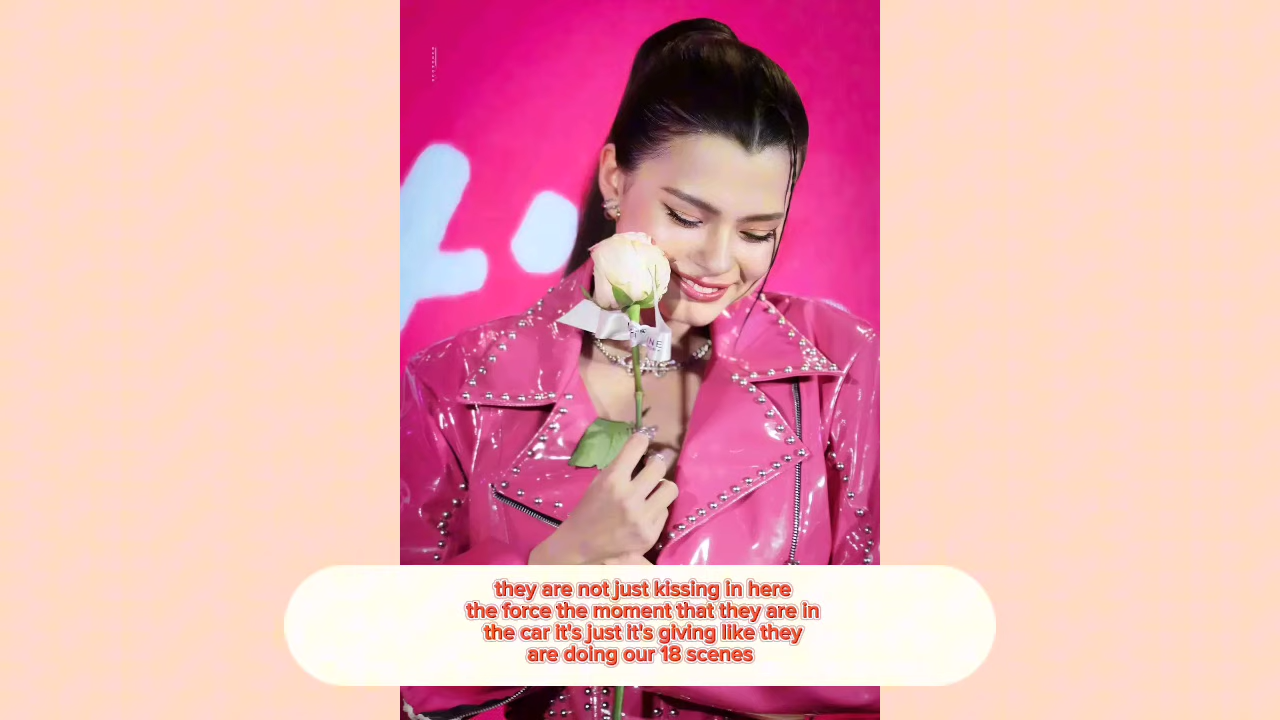 NE
they are not just kissing in here
the force the moment that they are in
the car it's just it's giving like they
are doing our 18 scenes